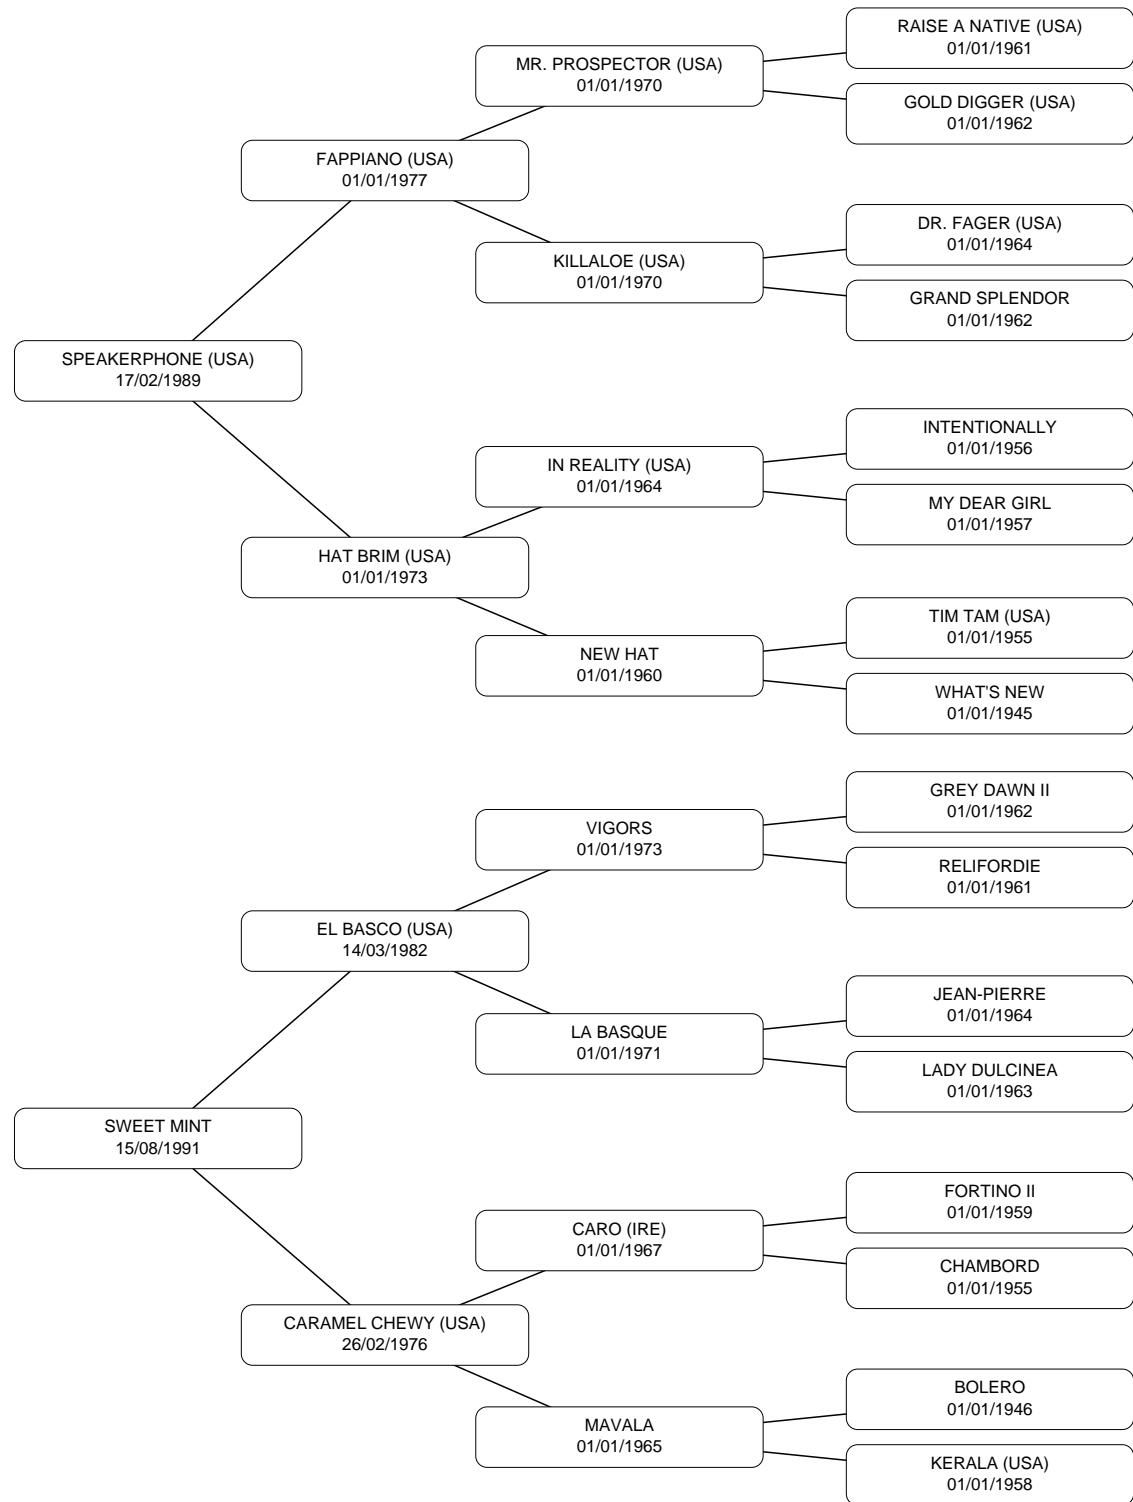 RAISE A NATIVE (USA)
01/01/1961
MR. PROSPECTOR (USA)
01/01/1970
GOLD DIGGER (USA)
01/01/1962
FAPPIANO (USA)
01/01/1977
DR. FAGER (USA)
01/01/1964
KILLALOE (USA)
01/01/1970
GRAND SPLENDOR
01/01/1962
SPEAKERPHONE (USA)
17/02/1989
INTENTIONALLY
01/01/1956
IN REALITY (USA)
01/01/1964
MY DEAR GIRL
01/01/1957
HAT BRIM (USA)
01/01/1973
TIM TAM (USA)
01/01/1955
NEW HAT
01/01/1960
WHAT'S NEW
01/01/1945
GREY DAWN II
01/01/1962
VIGORS
01/01/1973
RELIFORDIE
01/01/1961
EL BASCO (USA)
14/03/1982
JEAN-PIERRE
01/01/1964
LA BASQUE
01/01/1971
LADY DULCINEA
01/01/1963
SWEET MINT
15/08/1991
FORTINO II
01/01/1959
CARO (IRE)
01/01/1967
CHAMBORD
01/01/1955
CARAMEL CHEWY (USA)
26/02/1976
BOLERO
01/01/1946
MAVALA
01/01/1965
KERALA (USA)
01/01/1958